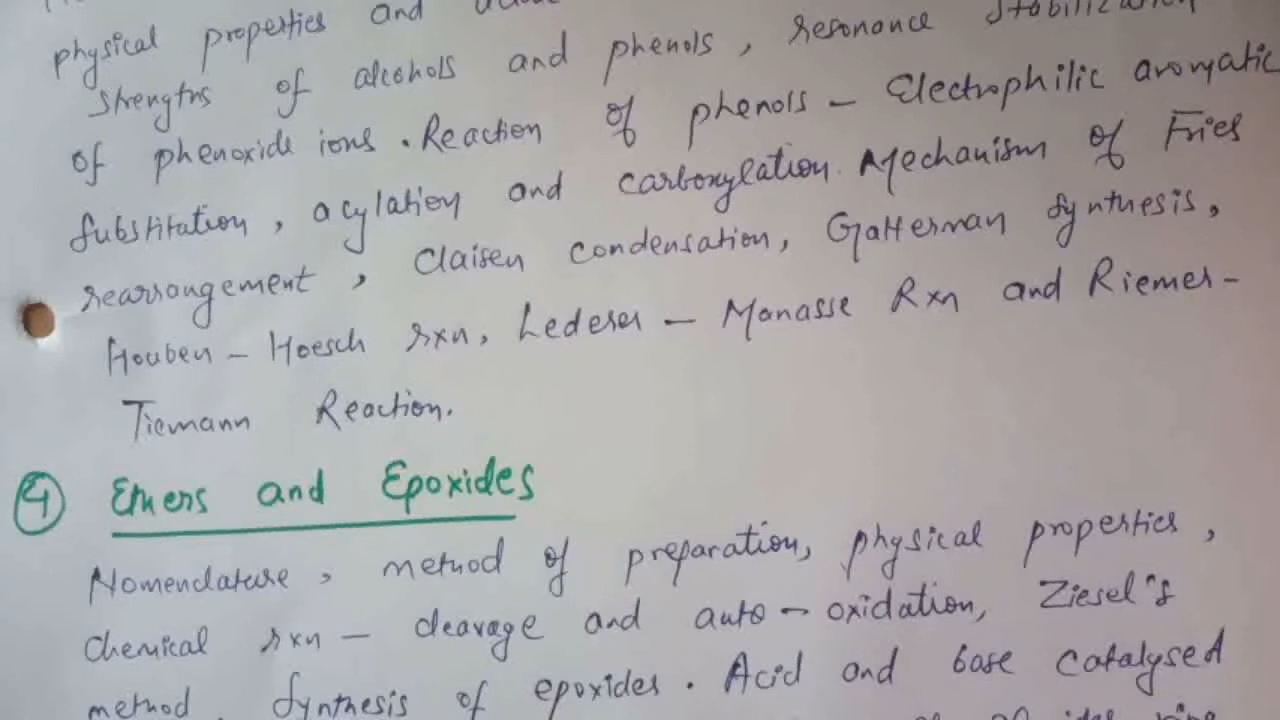 physical properties and
strengths of alcohols and phenols, resonance stabilization
of phenoxide ions. Reaction of phenols - Electrophilic aromatic
substitution, acylation and carboxylation. Mechanism of Fries
rearrangement, Claisen condensation, Gatterman synthesis,
Houben - Hoesch rxn, Lederer - Manasse Rxn and Riemer-
Tiemann Reaction.
4 Ethers and Epoxides
Nomenclature, method of preparation, physical properties,
Chemical rxn - cleavage and auto-oxidation, Ziesel's
method. Synthesis of epoxides. Acid and base catalysed